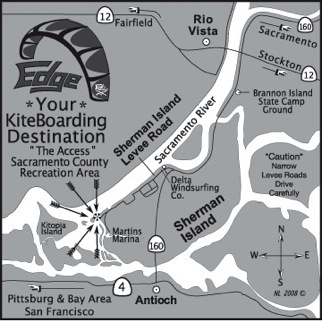 12
Fairfield
Rio
Vista
160
Sacramento
12
Stockton
Edge
*Your*
KiteBoarding
Destination
"The Access"
Sacramento County
Recreation Area
Sherman Island
Levee Road
Sacramento River
Brannon Island
State Camp
Ground
*Caution*
Narrow
Levee Roads
Drive
Carefully
Delta
Windsurfing
Co.
Sherman
Island
Kitopia
Island
Martins
Marina
160
N
W
E
S
NL 2008 ©
4
Pittsburg & Bay Area
San Francisco
Antioch